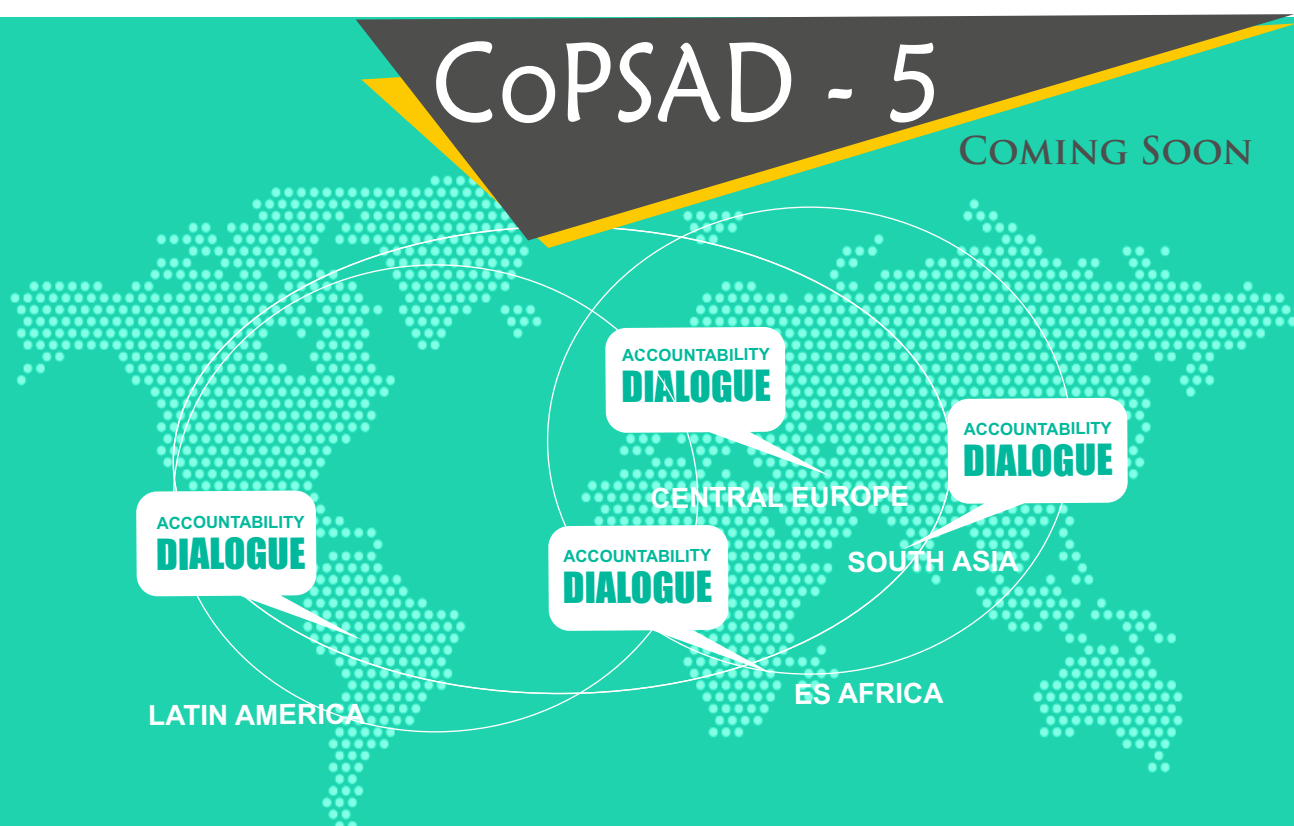 CoPSAD - 5
Coming Soon
ACCOUNTABILITY
DIALOGUE
CENTRAL EUROPE
ACCOUNTABILITY
DIALOGUE
SOUTH ASIA
ACCOUNTABILITY
DIALOGUE
LATIN AMERICA
ACCOUNTABILITY
DIALOGUE
ES AFRICA